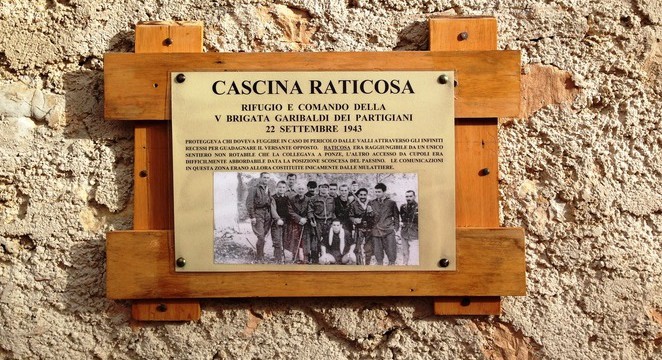 CASCINA RATICOSA
RIFUGIO E COMANDO DELLA
V BRIGATA GARIBALDI DEI PARTIGIANI
22 SETTEMBRE 1943
PROTEGGEVA CHI DOVEVA FUGGIRE IN CASO DI PERICOLO DALLE VALLI ATTRAVERSO GLI INFINITI
RECESSI PER GUADAGNARE IL VERSANTE OPPOSTO. RATICOSA ERA RAGGIUNGIBILE DA UN UNICO
SENTIERO NON ROTABILE CHE LA COLLEGAVA A PONZE, L'ALTRO ACCESSO DA CUPOLI ERA
DIFFICILMENTE ABBORDABILE DATA LA POSIZIONE SCOSCESA DEL PAESINO. LE COMUNICAZIONI
IN QUESTA ZONA ERANO ALLORA COSTITUITE INICAMENTE DALLE MULATTIERE.